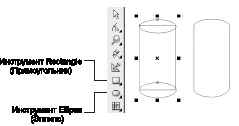 Инструмент Rectangle
(Прямоугольник)
Инструмент Ellipse
(Эллипс)